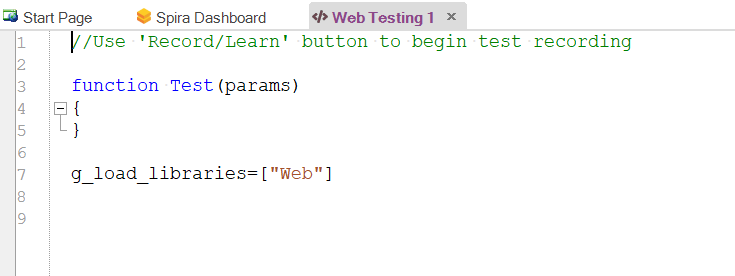 Start Page Spira Dashboard </> Web Testing 1 ×
1 //Use 'Record/Learn' button to begin test recording
2
3 function Test(params)
4 {
5 }
6
7 g_load_libraries=["Web"]
8
9